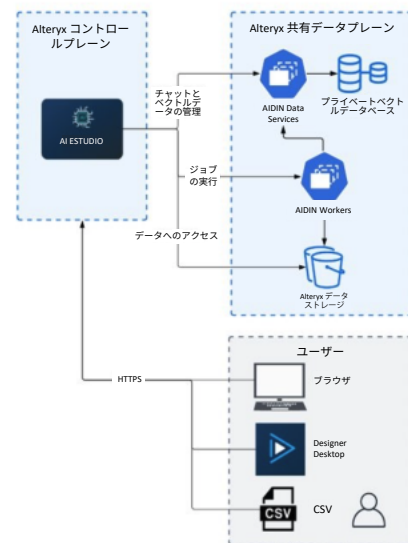 Alteryx コントロー
ルプレーン
AI ESTUDIO
チャットと
ベクトルデ
ータの管理
ジョブ
の実行
データへのアクセス
Alteryx 共有データプレーン
AIDIN Data
Services
プライベートベクト
ルデータベース
AIDIN Workers
Alteryx データ
ストレージ
HTTPS
ユーザー
ブラウザ
Designer
Desktop
CSV
CSV